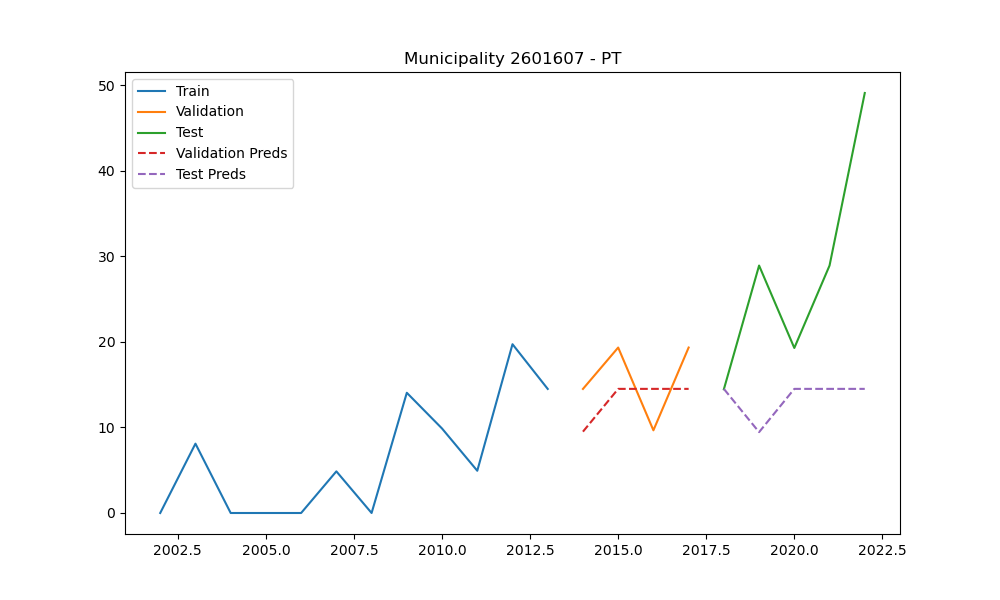 Municipality 2601607 - PT
50
40
30
20
10
0
Train
Validation
Test
Validation Preds
Test Preds
2002.5 2005.0 2007.5 2010.0 2012.5 2015.0 2017.5 2020.0 2022.5